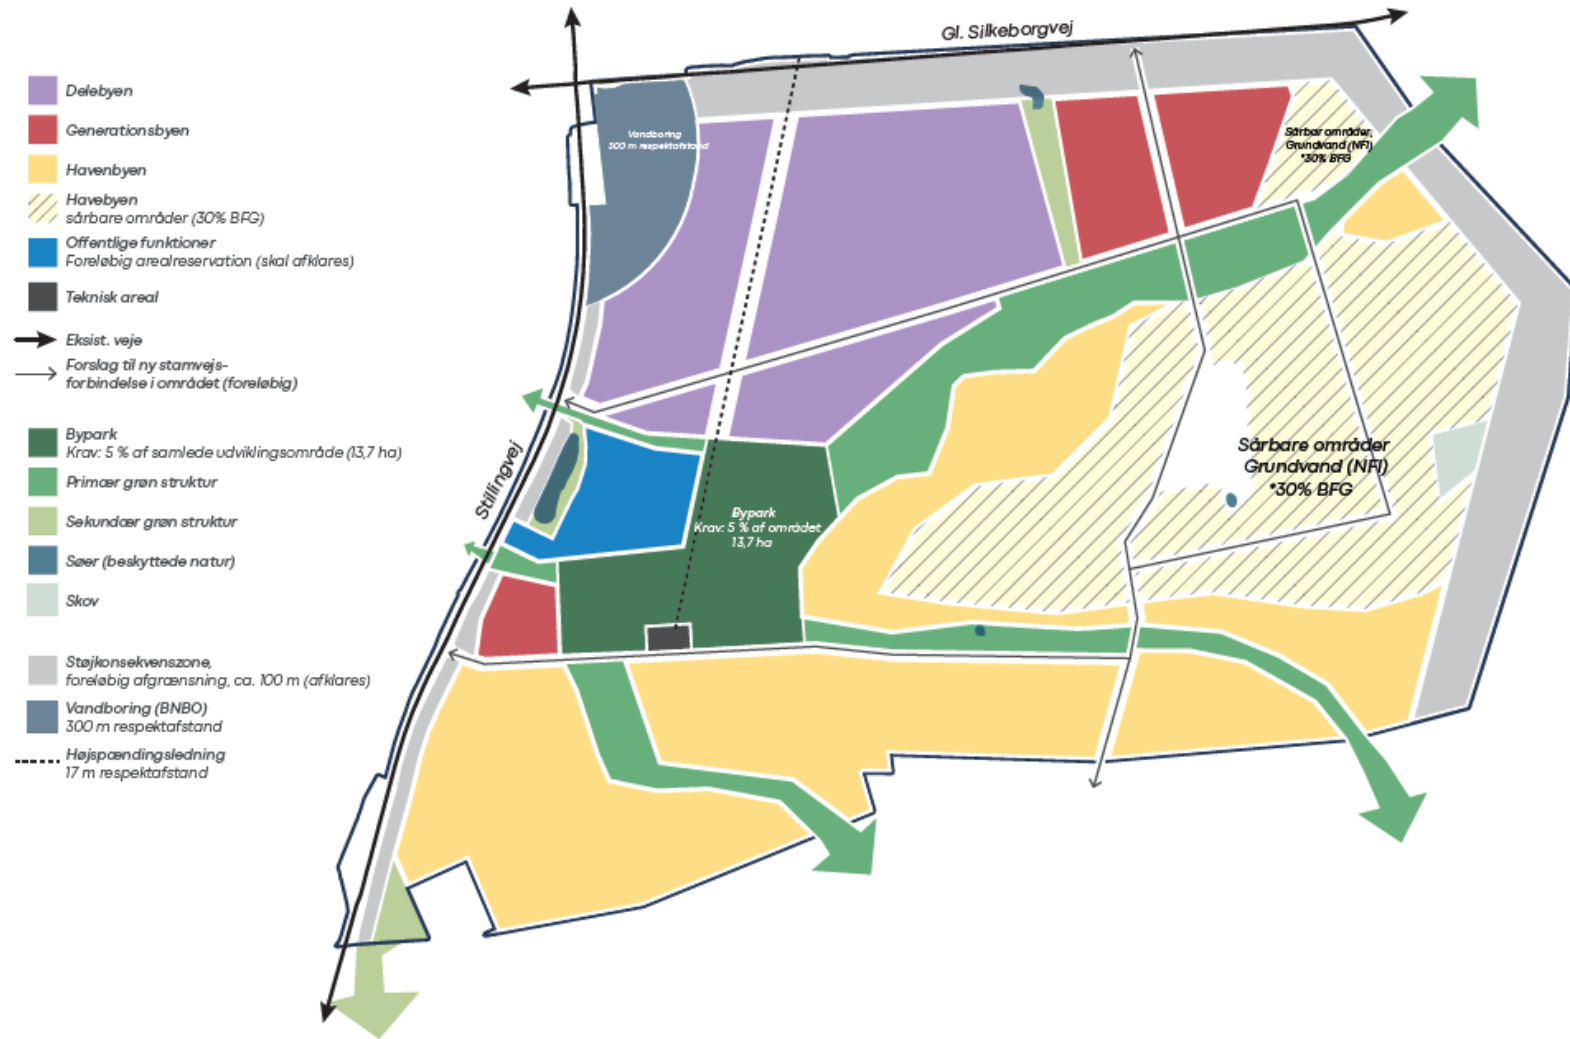 Delebyen
Generationsbyen
Havenbyen
Havebyen
sårbare områder (30% BFG)
Offentlige funktioner
Foreløbig arealreservation (skal afklares)
Teknisk areal
Eksist. veje
Forslag til ny stamvejs-
forbindelse i området (foreløbig)
Bypark
Krav: 5 % af samlede udviklingsområde (13,7 ha)
Primær grøn struktur
Sekundær grøn struktur
Søer (beskyttede natur)
Skov
Støjkonsekvenszone,
foreløbig afgrænsning, ca. 100 m (afklares)
Vandboring (BNBO)
300 m respektafstand
Højspændingsledning
17 m respektafstand
Gl. Silkeborgvej
Vandboring
300 m respektafstand
Sårbar områder,
Grundvand (NFI)
*30% BFG
Stillingvej
Sårbare områder
Grundvand (NFI)
*30% BFG
Bypark
Krav: 5 % af området
13,7 ha